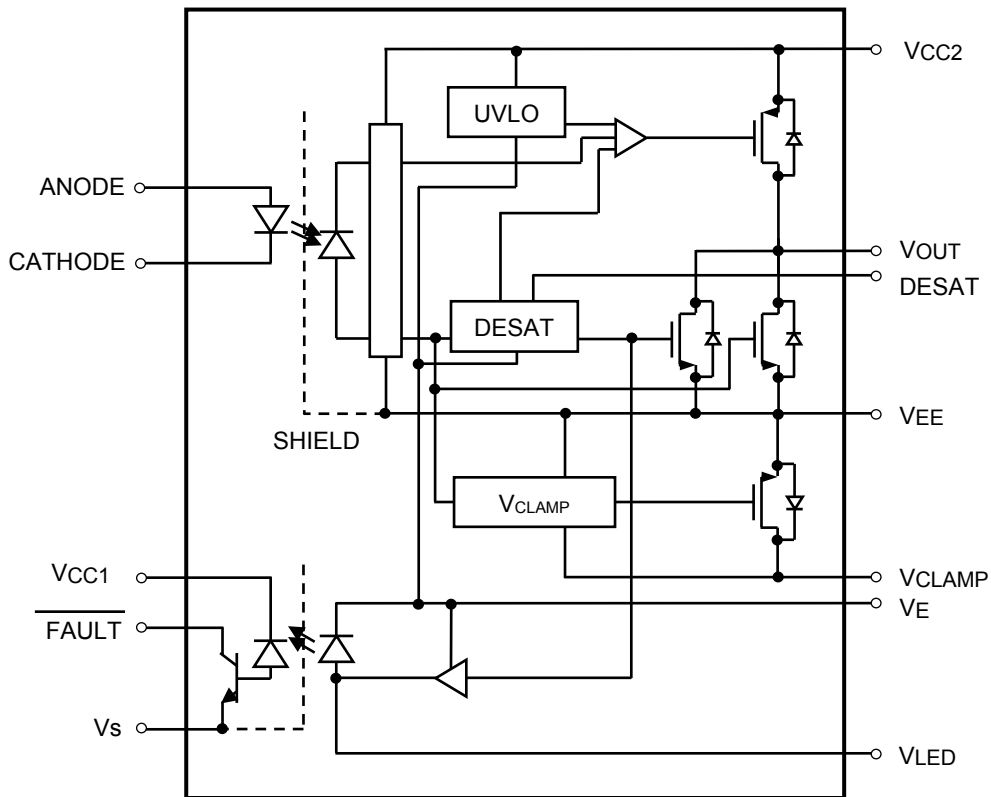 VCC2
UVLO
ANODE
CATHODE
VOUT
DESAT
DESAT
VEE
SHIELD
VCLAMP
VCC1
VCLAMP
VE
FAULT
VS
VLED